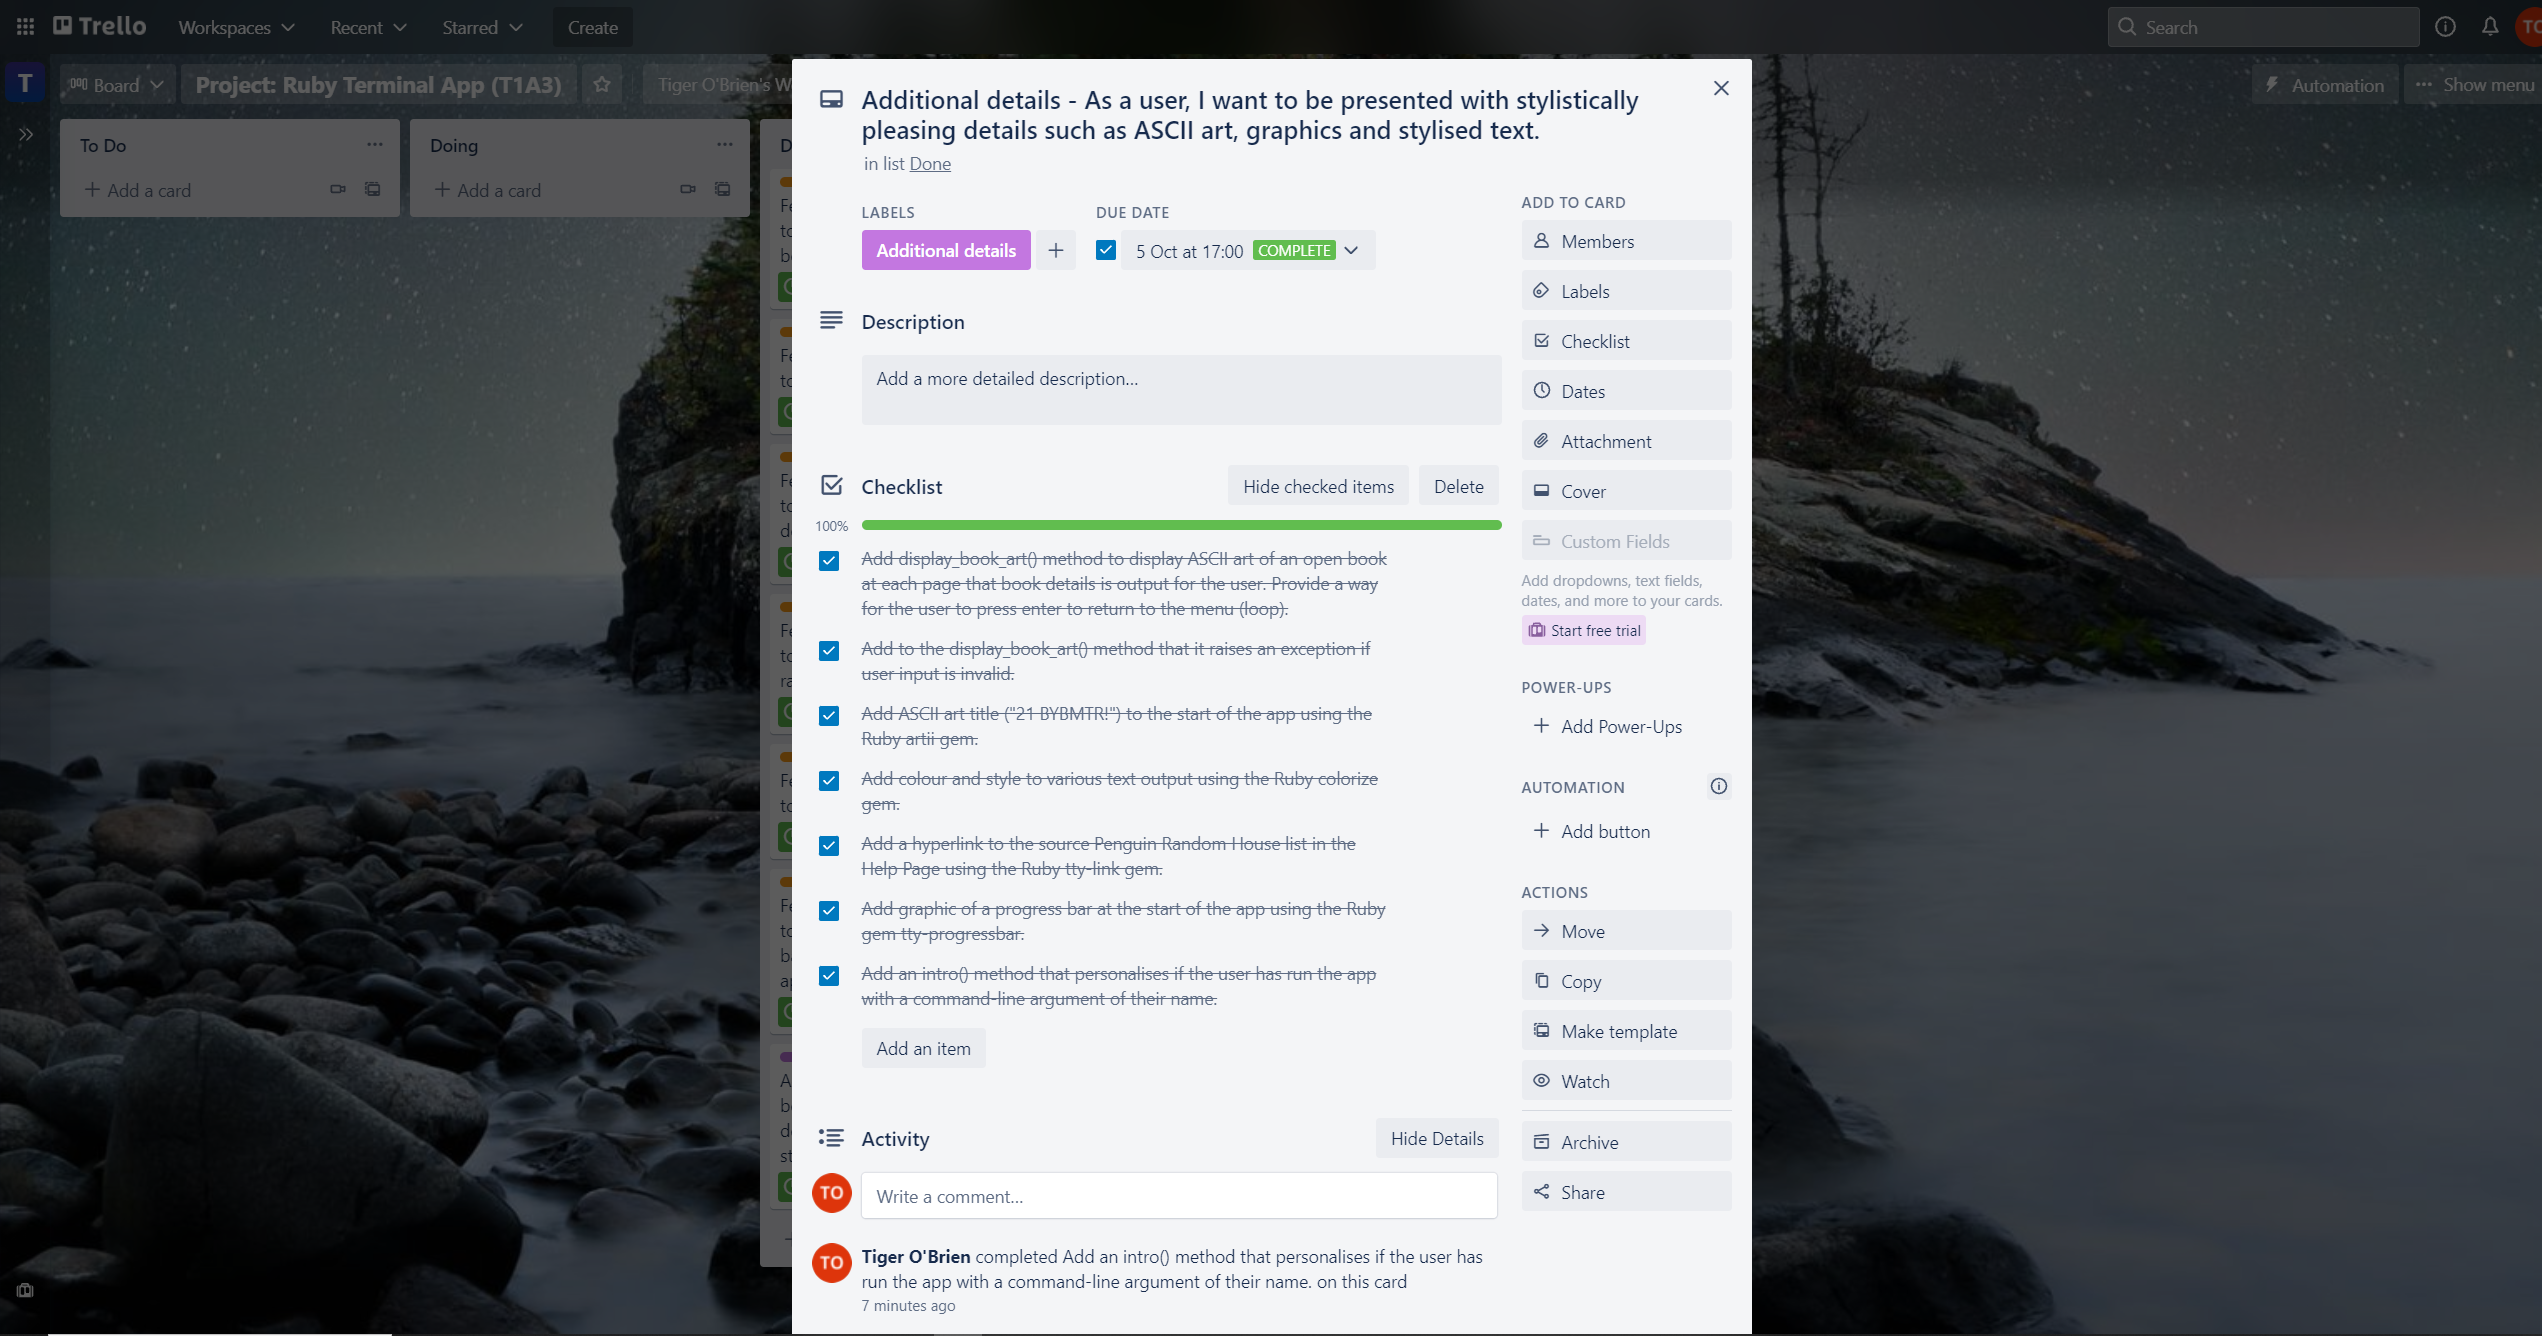 Trello
Workspaces
Recent
Starred
Create
Search
TO
T
Board
Project: Ruby Terminal App (T1A3)
Tiger O'Brien's
Automation
Show menu
To Do
+ Add a card
Doing
+ Add a card
Additional details - As a user, I want to be presented with stylistically
pleasing details such as ASCII art, graphics and stylised text.
in list Done
LABELS
Additional details
+
DUE DATE
5 Oct at 17:00 COMPLETE
Description
Add a more detailed description...
Checklist
Hide checked items
Delete
100%
Add display_book_art() method to display ASCII art of an open book
at each page that book details is output for the user. Provide a way
for the user to press enter to return to the menu (loop).
Add to the display_book_art() method that it raises an exception if
user input is invalid.
Add ASCII art title ("21 BYBMTR!") to the start of the app using the
Ruby artii gem.
Add colour and style to various text output using the Ruby colorize
gem.
Add a hyperlink to the source Penguin Random House list in the
Help Page using the Ruby tty-link gem.
Add graphic of a progress bar at the start of the app using the Ruby
gem tty-progressbar.
Add an intro() method that personalises if the user has run the app
with a command-line argument of their name.
Add an item
Activity
Hide Details
TO
Write a comment...
TO
Tiger O'Brien completed Add an intro() method that personalises if the user has
run the app with a command-line argument of their name. on this card
7 minutes ago
ADD TO CARD
Members
Labels
Checklist
Dates
Attachment
Cover
Custom Fields
Add dropdowns, text fields,
dates, and more to your cards.
Start free trial
POWER-UPS
+ Add Power-Ups
AUTOMATION
+ Add button
ACTIONS
Move
Copy
Make template
Watch
Archive
Share